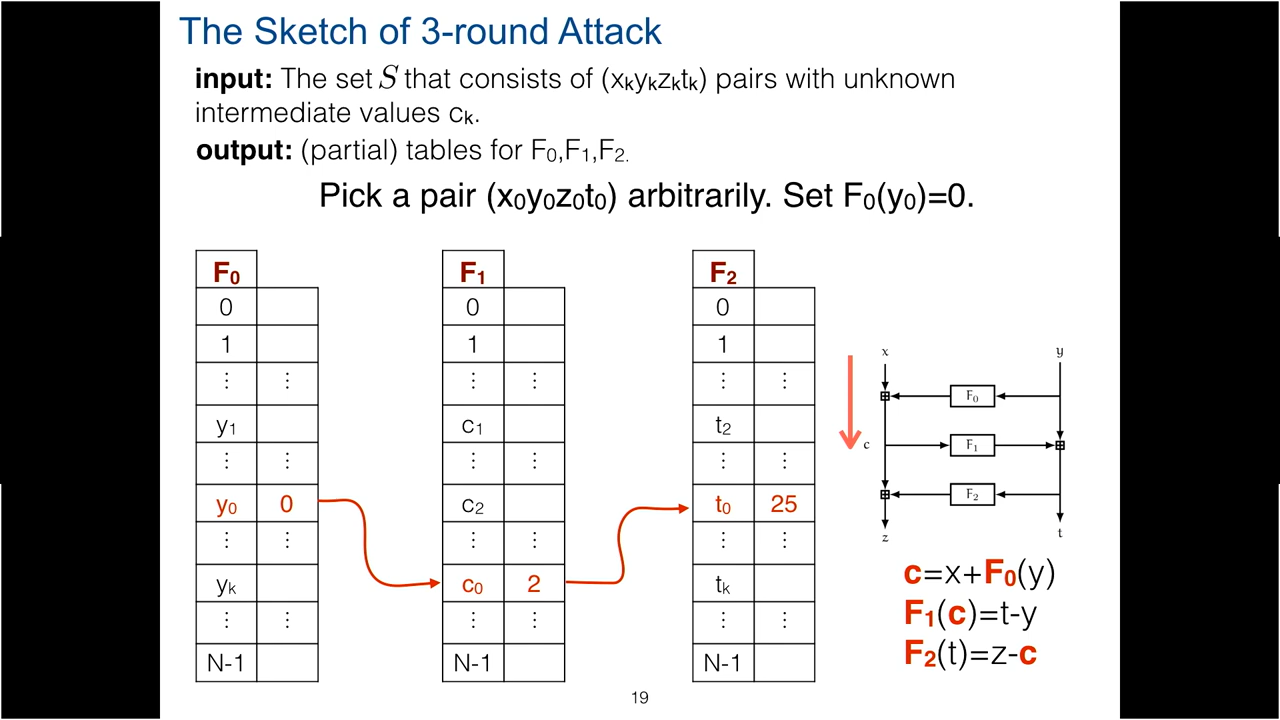 The Sketch of 3-round Attack
input: The set S that consists of (xₖyₖzₖtₖ) pairs with unknown
intermediate values cₖ.
output: (partial) tables for F₀,F₁,F₂.
Pick a pair (x₀y₀z₀t₀) arbitrarily. Set F₀(y₀)=0.
F₀
0
1
⋮ ⋮
y₁
⋮ ⋮
y₀ 0
⋮ ⋮
yₖ
⋮ ⋮
N-1
F₁
0
1
⋮ ⋮
c₁
⋮ ⋮
c₂
⋮ ⋮
c₀ 2
⋮ ⋮
N-1
F₂
0
1
⋮ ⋮
t₂
⋮ ⋮
t₀ 25
⋮ ⋮
tₖ
⋮ ⋮
N-1
x y
F₀
c F₁
F₂
z t
c=x+F₀(y)
F₁(c)=t-y
F₂(t)=z-c
19